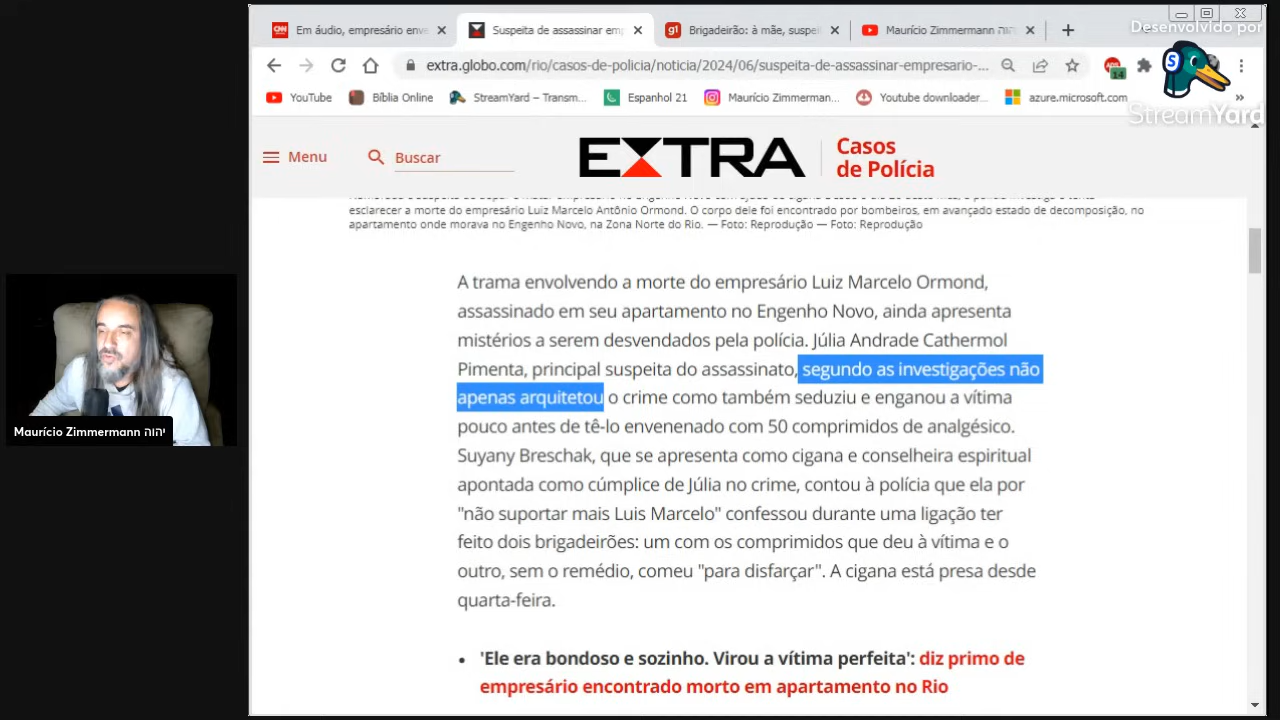 Em áudio, empresário env
Suspeita de assassinar em
Brigadeirão: à mãe, suspe
Maurício Zimmermann יהוה
Desenvolvido por
extra.globo.com/rio/casos-de-policia/noticia/2024/06/suspeita-de-assassinar-empresario-...
14
S
YouTube
Bíblia Online
StreamYard – Transm...
Espanhol 21
Maurício Zimmerman...
Youtube downloader...
azure.microsoft.com
»
StreamYard
Menu
Buscar
EXTRA
Casos
de Polícia
esclarecer a morte do empresário Luiz Marcelo Antônio Ormond. O corpo dele foi encontrado por bombeiros, em avançado estado de decomposição, no
apartamento onde morava no Engenho Novo, na Zona Norte do Rio. — Foto: Reprodução — Foto: Reprodução
A trama envolvendo a morte do empresário Luiz Marcelo Ormond,
assassinado em seu apartamento no Engenho Novo, ainda apresenta
mistérios a serem desvendados pela polícia. Júlia Andrade Cathermol
Pimenta, principal suspeita do assassinato, segundo as investigações não
apenas arquitetou o crime como também seduziu e enganou a vítima
pouco antes de tê-lo envenenado com 50 comprimidos de analgésico.
Suyany Breschak, que se apresenta como cigana e conselheira espiritual
apontada como cúmplice de Júlia no crime, contou à polícia que ela por
"não suportar mais Luis Marcelo" confessou durante uma ligação ter
feito dois brigadeirões: um com os comprimidos que deu à vítima e o
outro, sem o remédio, comeu "para disfarçar". A cigana está presa desde
quarta-feira.
• 'Ele era bondoso e sozinho. Virou a vítima perfeita': diz primo de
empresário encontrado morto em apartamento no Rio
Maurício Zimmermann יהוה